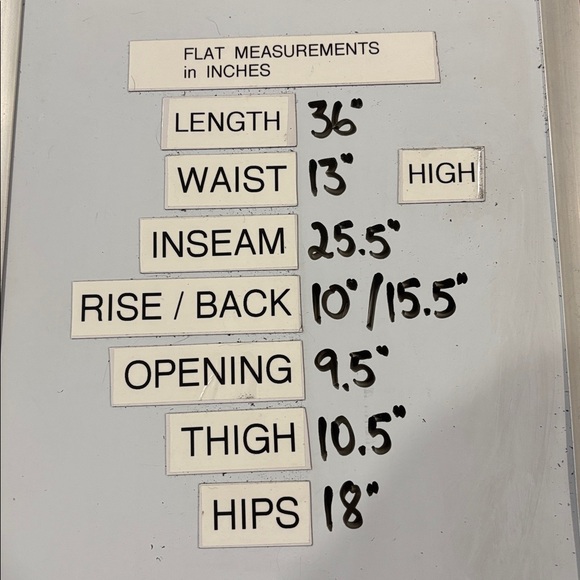 FLAT MEASUREMENTS
in INCHES
LENGTH 36"
WAIST 13" HIGH
INSEAM 25.5"
RISE / BACK 10"/15.5"
OPENING 9.5"
THIGH 10.5"
HIPS 18"